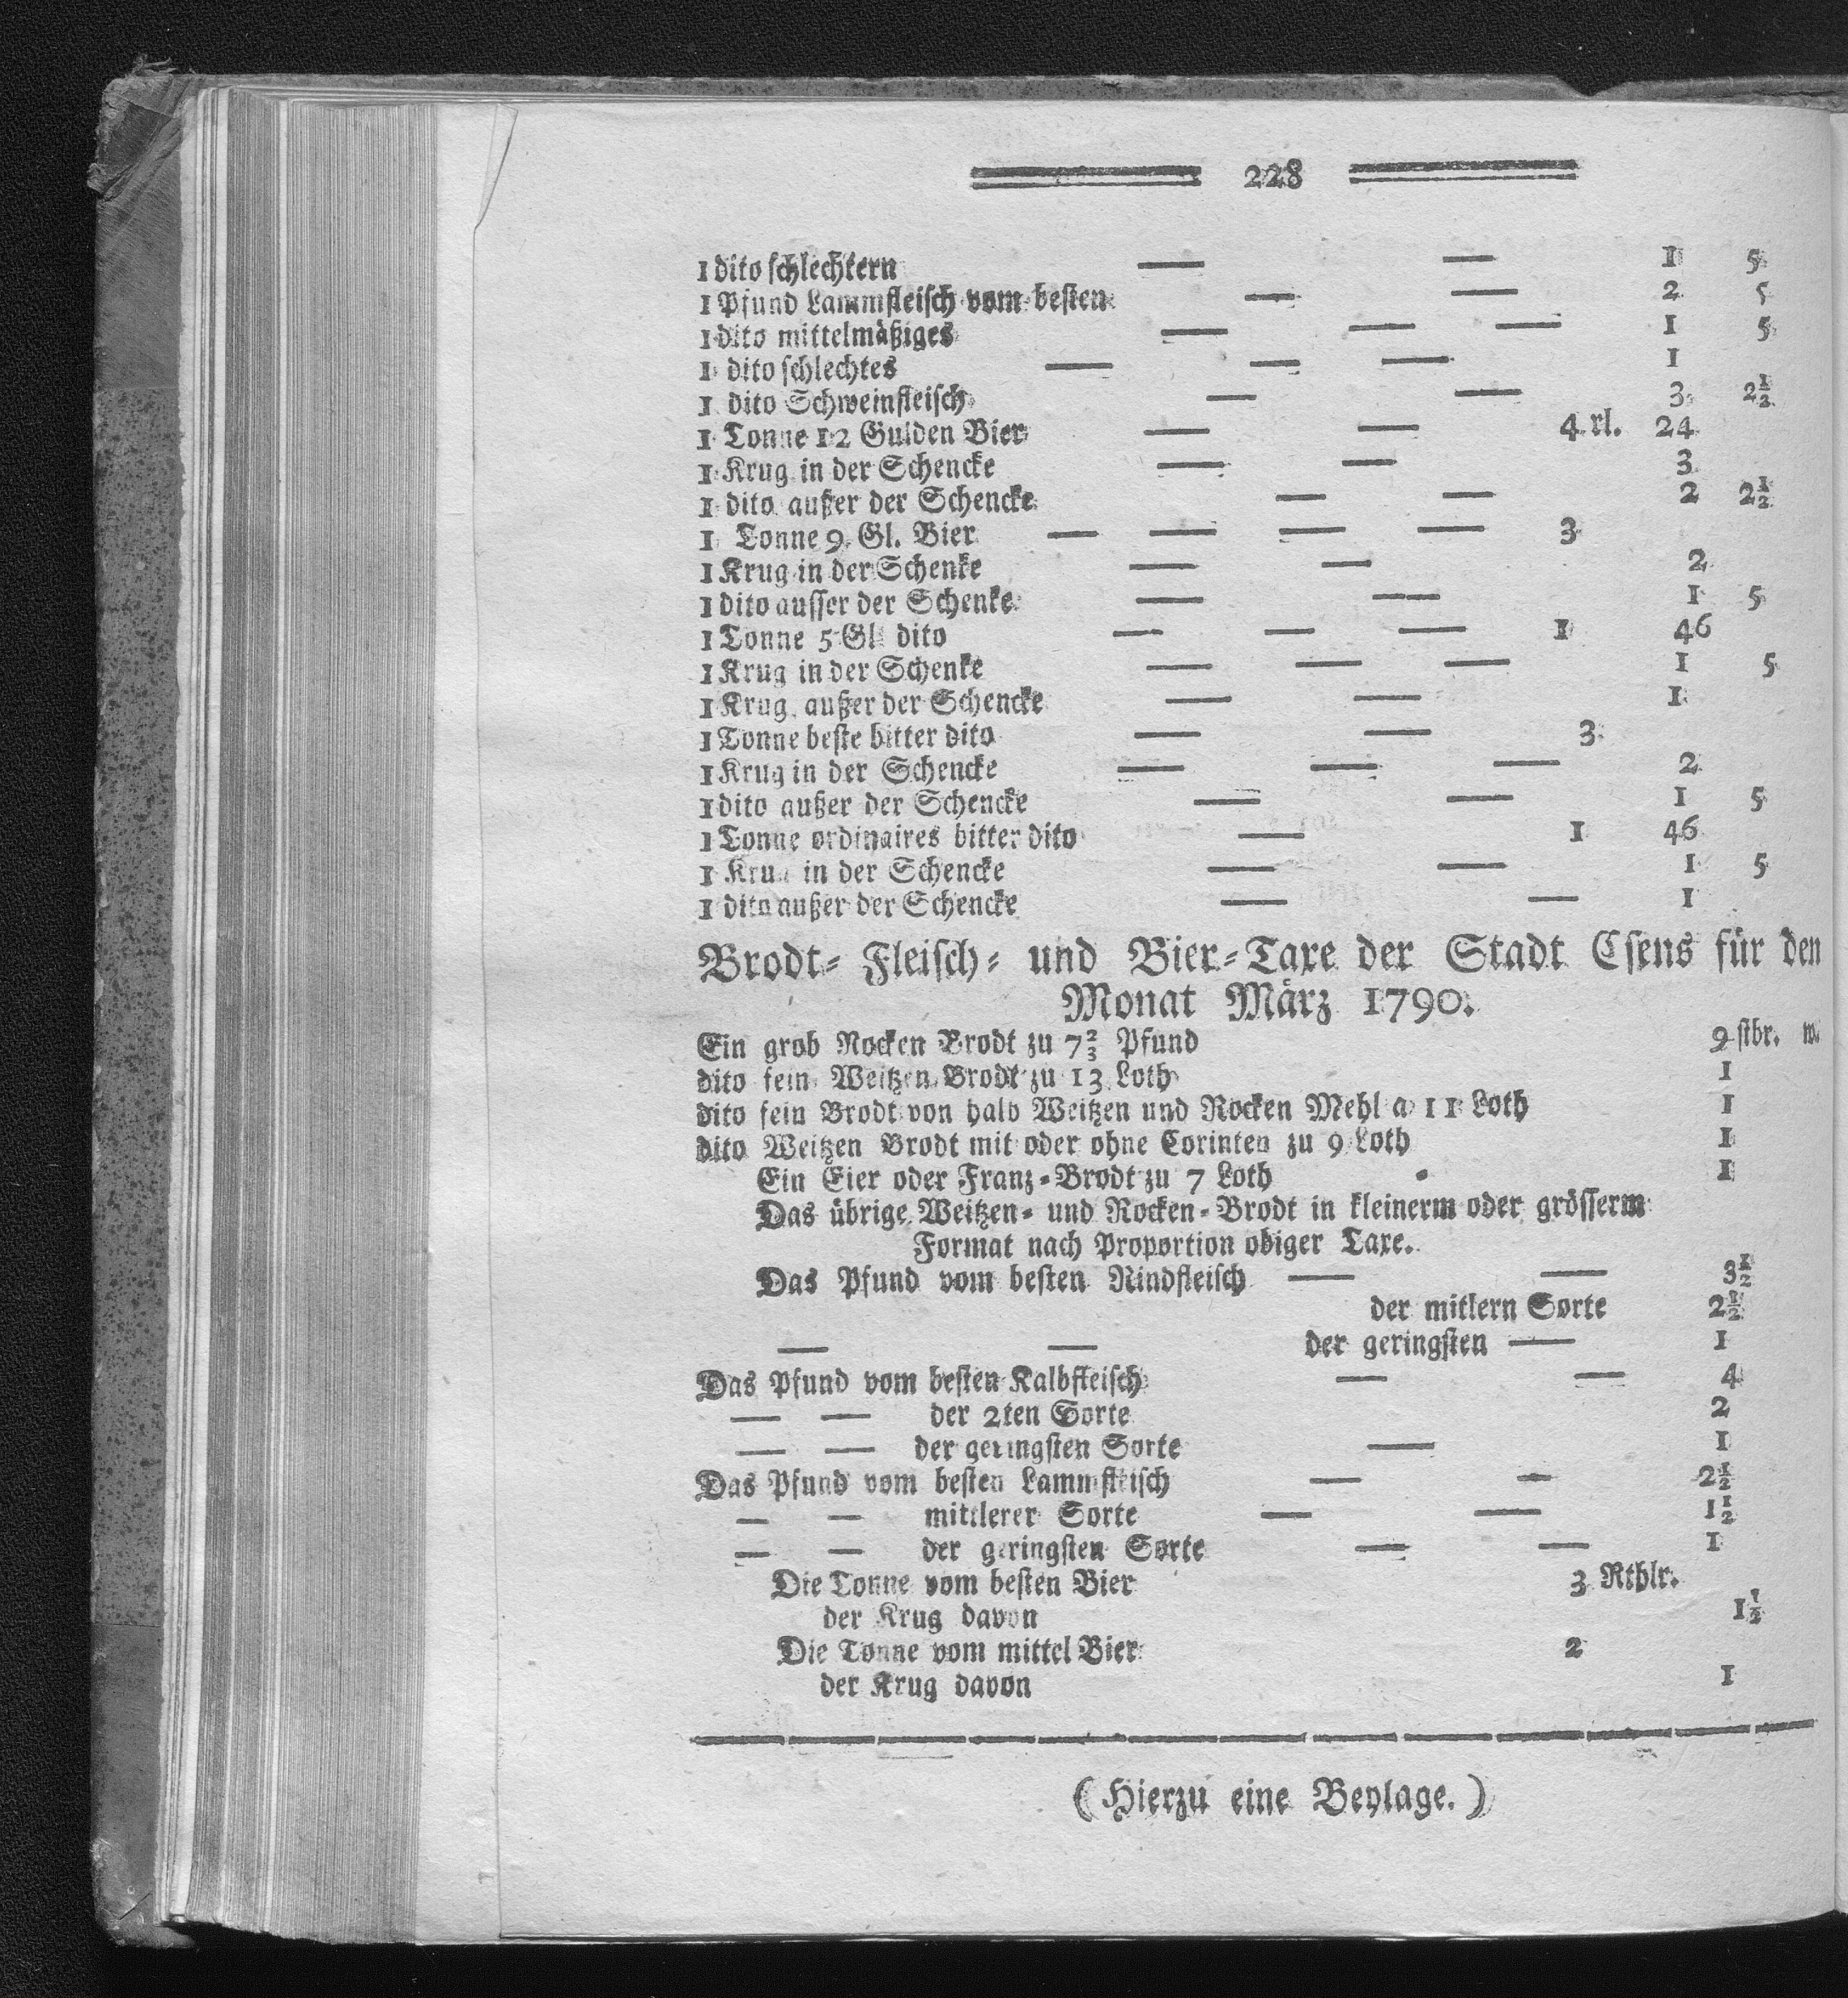 228
1 dito schlechtern — — 1 5
1 Pfund Lammfleisch vom besten — — 2 5
1 dito mittelmäßiges — — — 1 5
1 dito schlechtes — — — 1
1 dito Schweinfleisch — — 3 2½
1 Tonne 12 Gulden Bier — — 4 rl. 24
1 Krug in der Schencke — — 3
1 dito außer der Schencke — — 2 2½
1 Tonne 9 Gl. Bier — — — — 3
1 Krug in der Schenke — — 2
1 dito ausser der Schenke — — 1 5
1 Tonne 5 Gl. dito — — — 1 46
1 Krug in der Schenke — — — 1 5
1 Krug außer der Schencke — — 1
1 Tonne beste bitter dito — — 3
1 Krug in der Schencke — — — 2
1 dito außer der Schencke — — 1 5
1 Tonne ordinaires bitter dito — 1 46
1 Krug in der Schencke — — 1 5
1 dito außer der Schencke — — 1
Brodt- Fleisch- und Bier-Taxe der Stadt Esens für den
Monat März 1790.
Ein grob Rocken Brodt zu 7⅔ Pfund 9 stbr. w.
dito fein Weitzen Brodt zu 13 Loth 1
dito fein Brodt von halb Weitzen und Rocken Mehl a 11 Loth 1
dito Weitzen Brodt mit oder ohne Corinten zu 9 Loth 1
Ein Eier oder Franz-Brodt zu 7 Loth 1
Das übrige Weitzen- und Rocken-Brodt in kleinerm oder grösserm
Format nach Proportion obiger Taxe.
Das Pfund vom besten Rindfleisch — — 3½
der mitlern Sorte 2½
— — der geringsten — 1
Das Pfund vom besten Kalbfleisch — — 4
— — der 2ten Sorte 2
— — der geringsten Sorte — 1
Das Pfund vom besten Lammfleisch — — 2½
— — mittlerer Sorte — — 1½
— — der geringsten Sorte — — 1
Die Tonne vom besten Bier 3 Rthlr.
der Krug davon 1½
Die Tonne vom mittel Bier 2
der Krug davon 1
(Hierzu eine Beylage.)